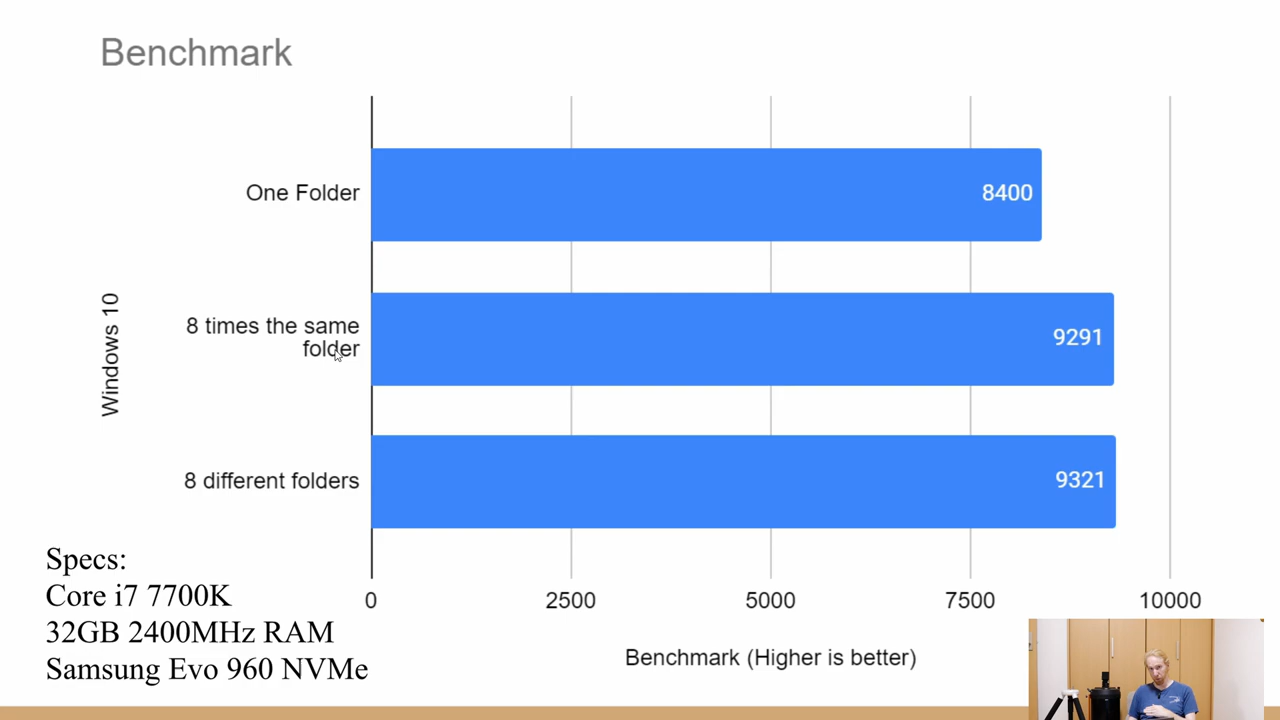 Benchmark
One Folder
8400
8 times the same
folder
9291
8 different folders
9321
Windows 10
0
2500
5000
7500
10000
Benchmark (Higher is better)
Specs:
Core i7 7700K
32GB 2400MHz RAM
Samsung Evo 960 NVMe